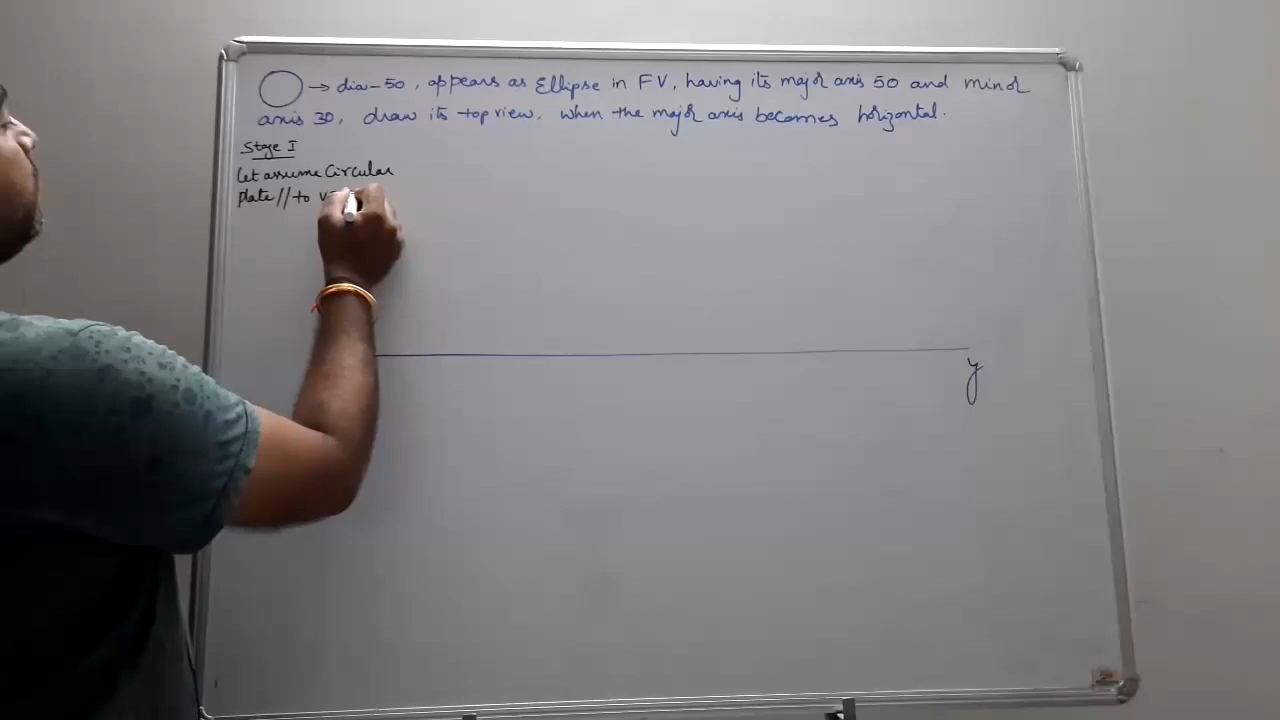 → dia-50, appears as Ellipse in FV, having its major axis 50 and minor
axis 30, draw its top view, when the major axis becomes horizontal.
Stage I
Let assume Circular
plate // to
y